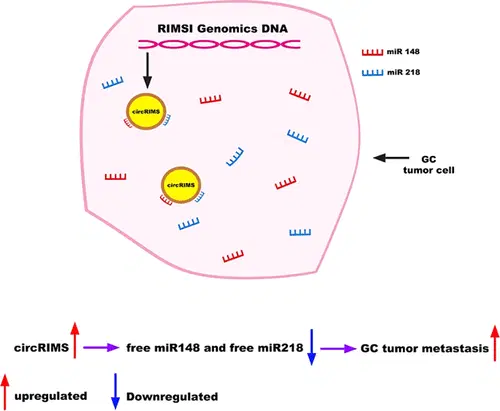 RIMSI Genomics DNA
miR 148
miR 218
circRIMS
circRIMS
GC
tumor cell
circRIMS free miR148 and free miR218 GC tumor metastasis
upregulated Downregulated